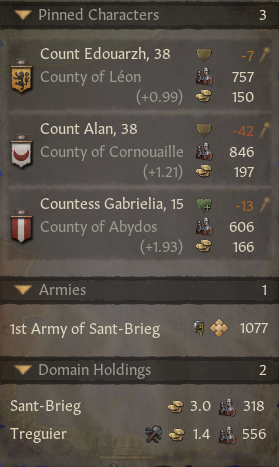 Pinned Characters 3
Count Edouarzh, 38 -7
County of Léon 757
(+0.99) 150
Count Alan, 38 -42
County of Cornouaille 846
(+1.21) 197
Countess Gabrielia, 15 -13
County of Abydos 606
(+1.93) 166
Armies 1
1st Army of Sant-Brieg 1077
Domain Holdings 2
Sant-Brieg 3.0 318
Treguier 1.4 556